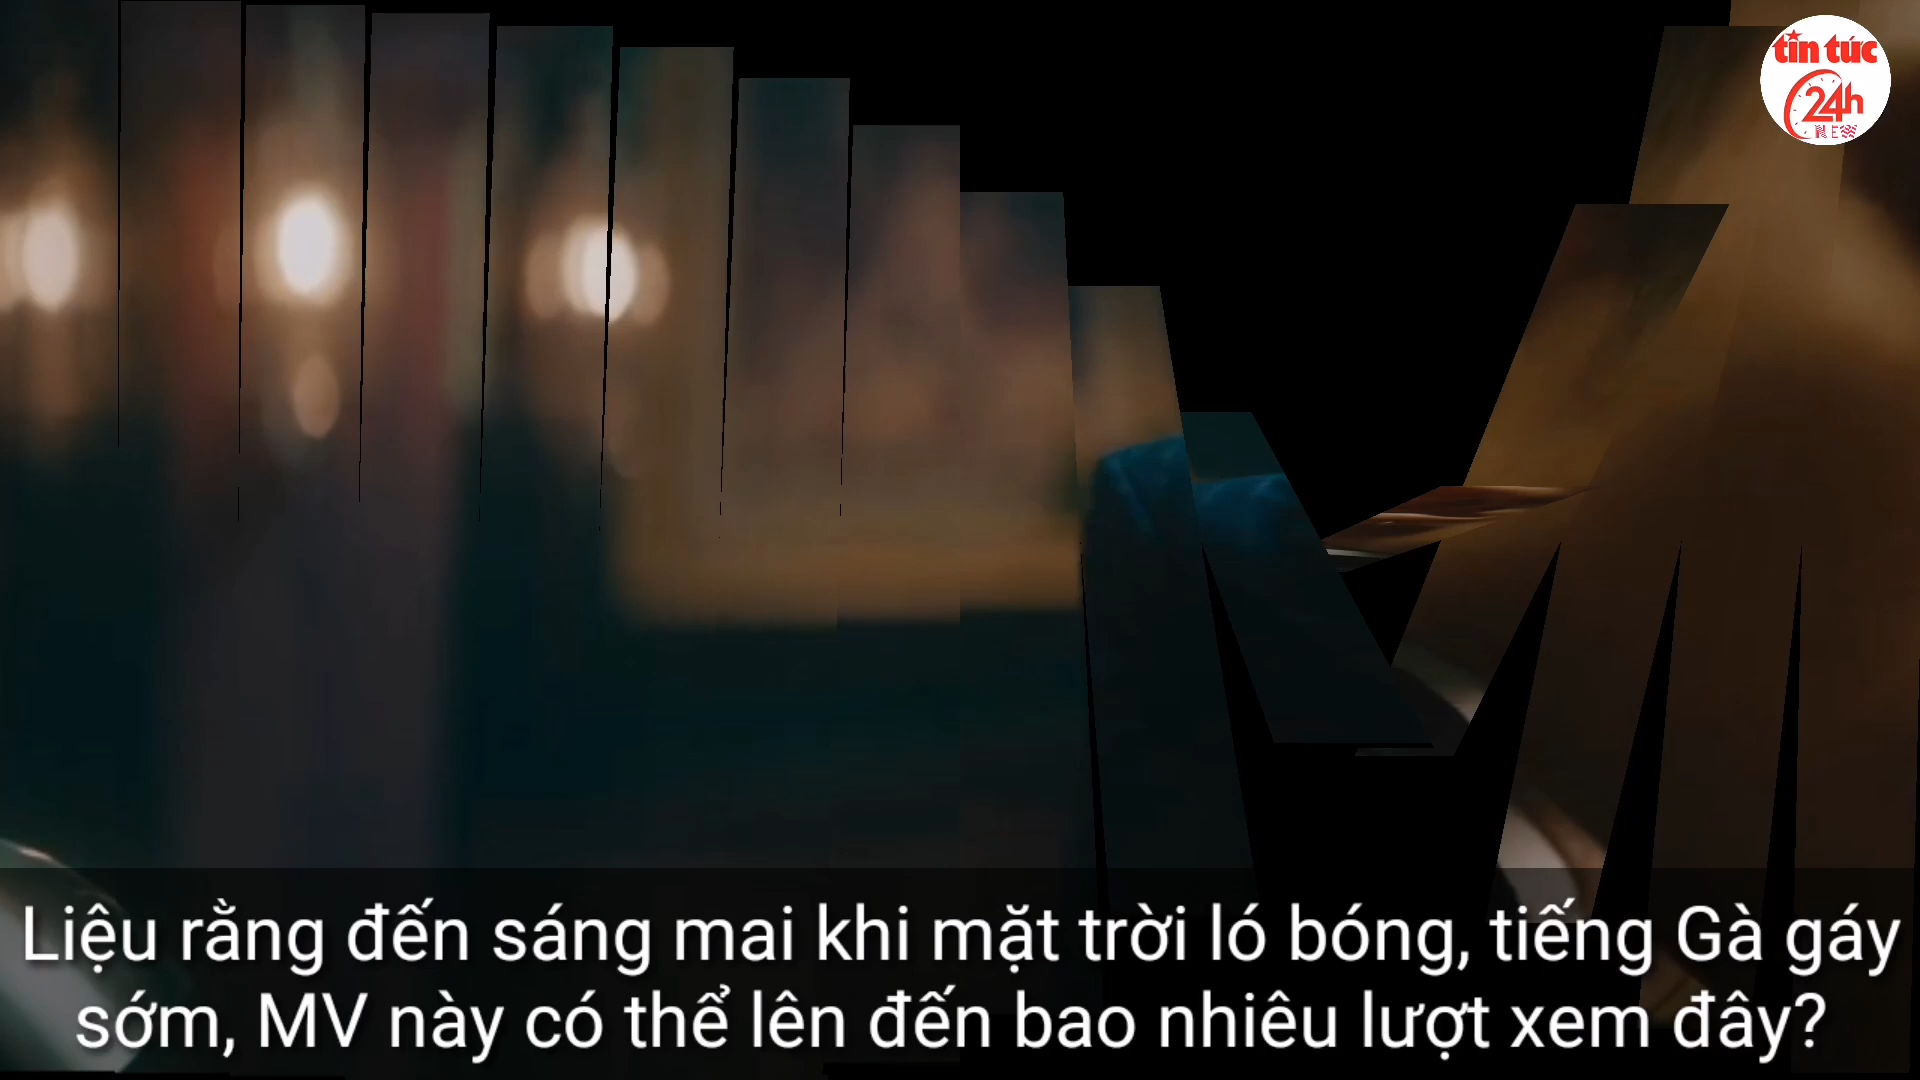 tin tức
24h
NEW
Liệu rằng đến sáng mai khi mặt trời ló bóng, tiếng Gà gáy
sớm, MV này có thể lên đến bao nhiêu lượt xem đây?